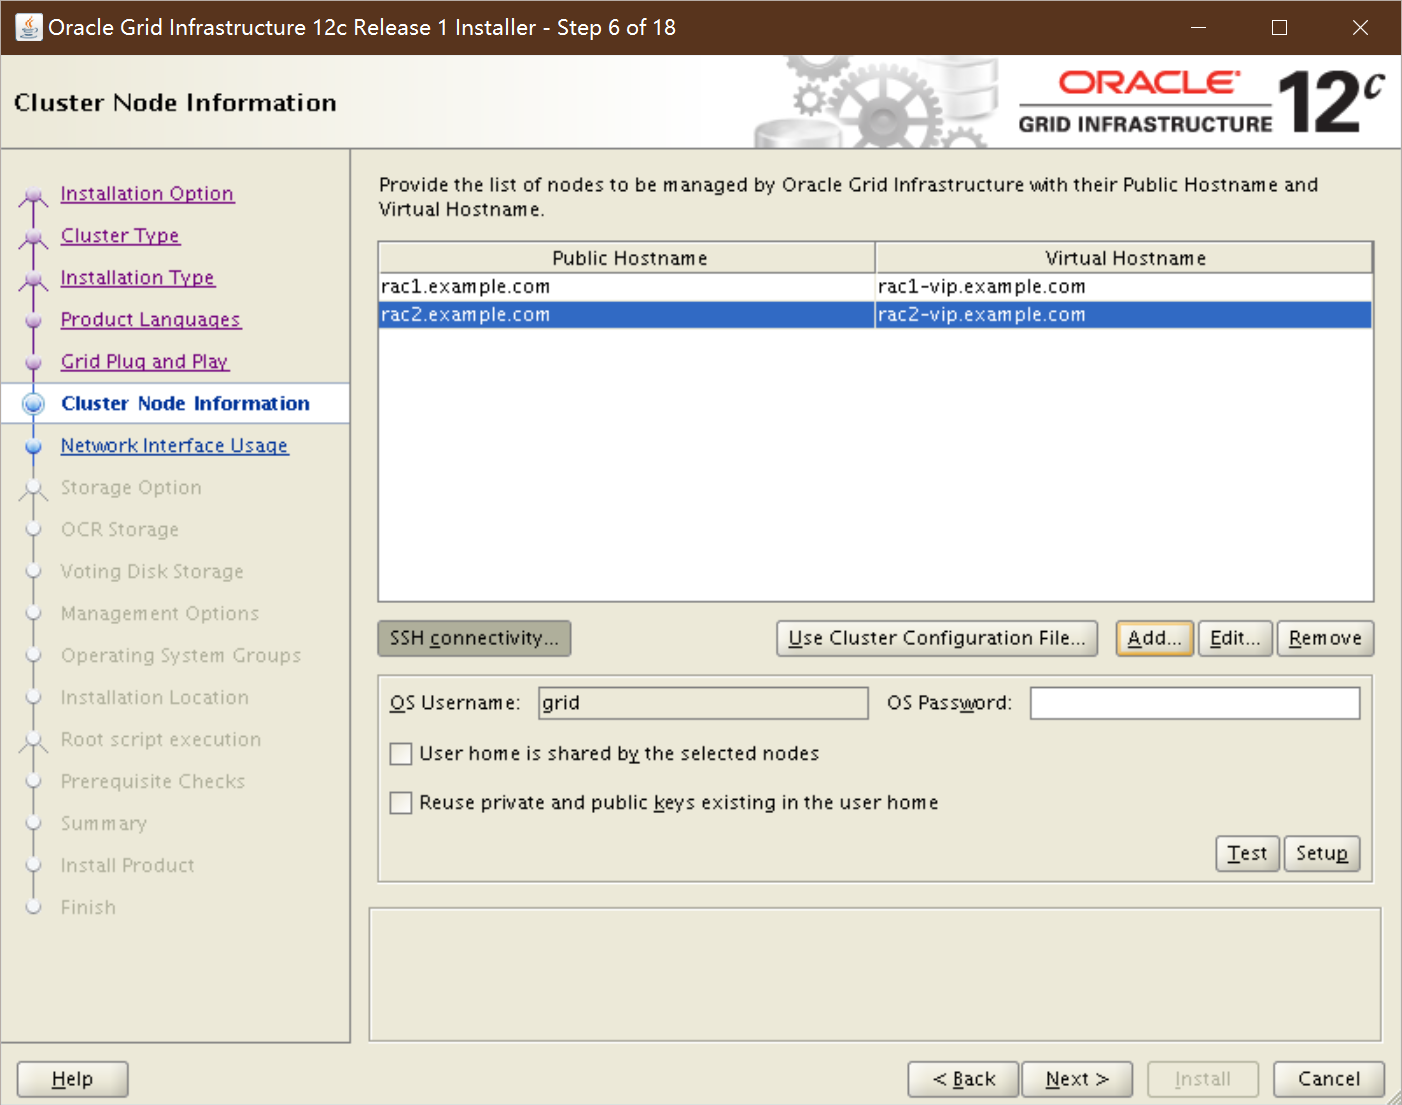 Oracle Grid Infrastructure 12c Release 1 Installer - Step 6 of 18
Cluster Node Information
ORACLE
GRID INFRASTRUCTURE
12c
Installation Option
Cluster Type
Installation Type
Product Languages
Grid Plug and Play
Cluster Node Information
Network Interface Usage
Storage Option
OCR Storage
Voting Disk Storage
Management Options
Operating System Groups
Installation Location
Root script execution
Prerequisite Checks
Summary
Install Product
Finish
Provide the list of nodes to be managed by Oracle Grid Infrastructure with their Public Hostname and
Virtual Hostname.
Public Hostname Virtual Hostname
rac1.example.com rac1-vip.example.com
rac2.example.com rac2-vip.example.com
SSH connectivity... Use Cluster Configuration File... Add... Edit... Remove
OS Username: grid OS Password:
User home is shared by the selected nodes
Reuse private and public keys existing in the user home
Test Setup
Help < Back Next > Install Cancel